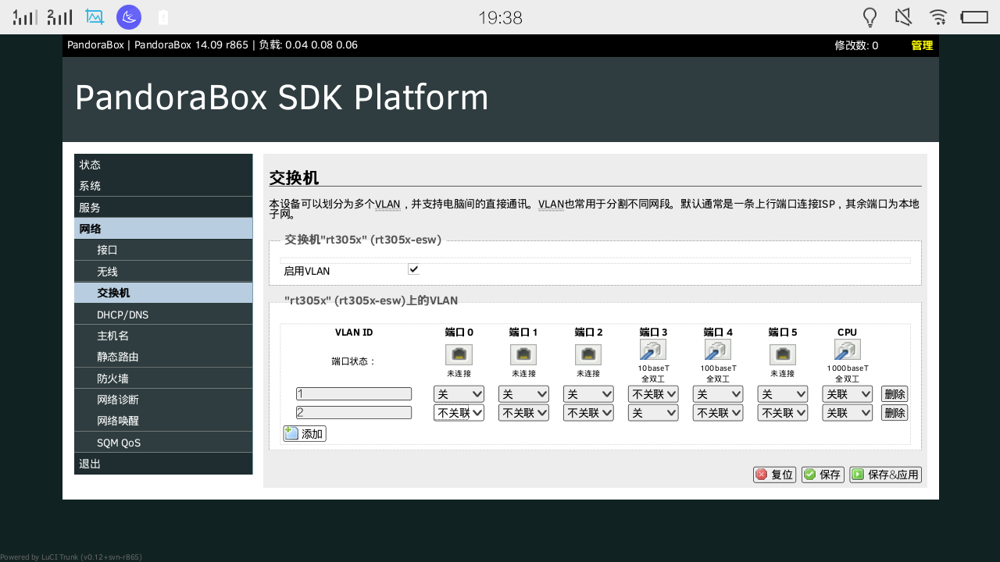 1 2 19:38
PandoraBox | PandoraBox 14.09 r865 | 负载: 0.04 0.08 0.06 修改数: 0 管理
PandoraBox SDK Platform
状态
系统
服务
网络
接口
无线
交换机
DHCP/DNS
主机名
静态路由
防火墙
网络诊断
网络唤醒
SQM QoS
退出
交换机
本设备可以划分为多个VLAN，并支持电脑间的直接通讯。VLAN也常用于分割不同网段。默认通常是一条上行端口连接ISP，其余端口为本地
子网。
交换机"rt305x" (rt305x-esw)
启用VLAN
"rt305x" (rt305x-esw)上的VLAN
VLAN ID 端口 0 端口 1 端口 2 端口 3 端口 4 端口 5 CPU
端口状态： 未连接 未连接 未连接 10baseT 100baseT 未连接 1000baseT
全双工 全双工 全双工
1 关 关 关 不关联 关 关 关联 删除
2 不关联 不关联 不关联 关 不关联 不关联 关联 删除
添加
复位 保存 保存&应用
Powered by LuCI Trunk (v0.12+svn-r865)